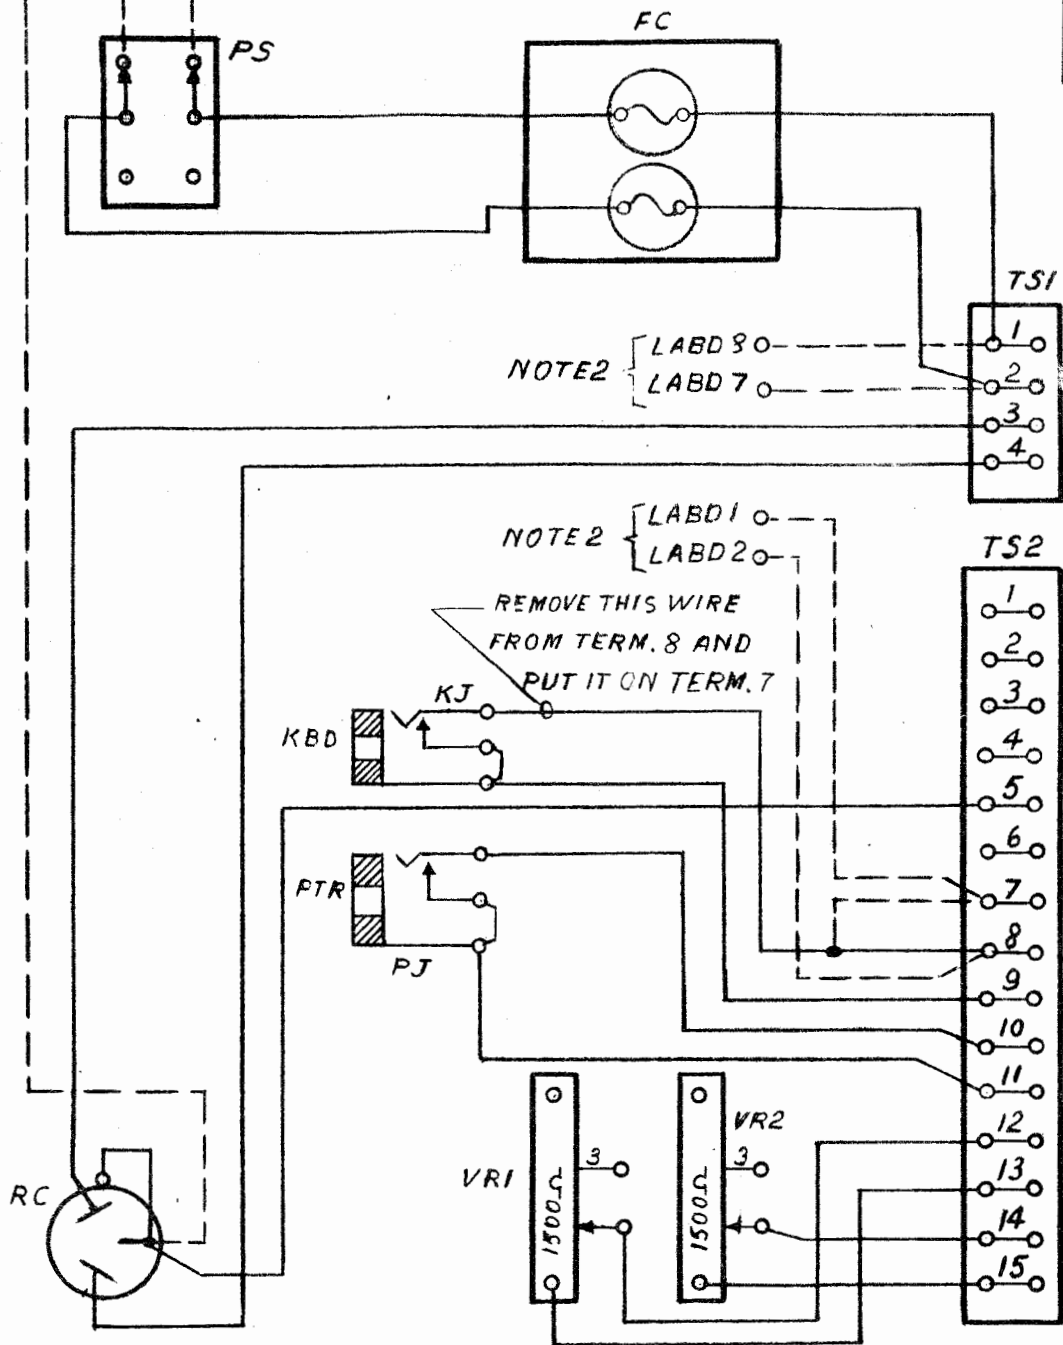 FC
PS
TS1
1
LABD 8
NOTE2
LABD 7
2
3
4
LABD 1
NOTE 2
LABD 2
TS2
1
REMOVE THIS WIRE
FROM TERM. 8 AND
PUT IT ON TERM. 7
2
3
KJ
KBD
4
5
6
PTR
7
8
PJ
9
10
11
12
VR2
VR1
3
3
13
RC
1500Ω
1500Ω
14
15